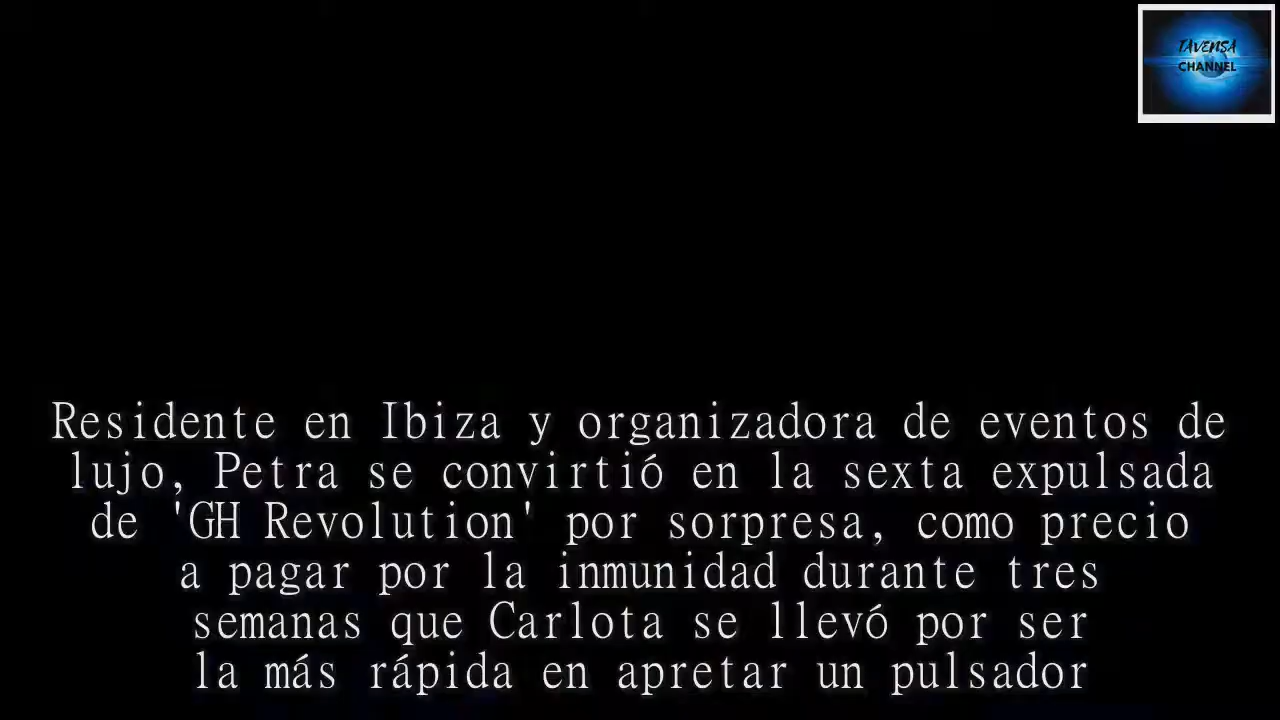 TAVENSA
CHANNEL
Residente en Ibiza y organizadora de eventos de
lujo, Petra se convirtió en la sexta expulsada
de 'GH Revolution' por sorpresa, como precio
a pagar por la inmunidad durante tres
semanas que Carlota se llevó por ser
la más rápida en apretar un pulsador